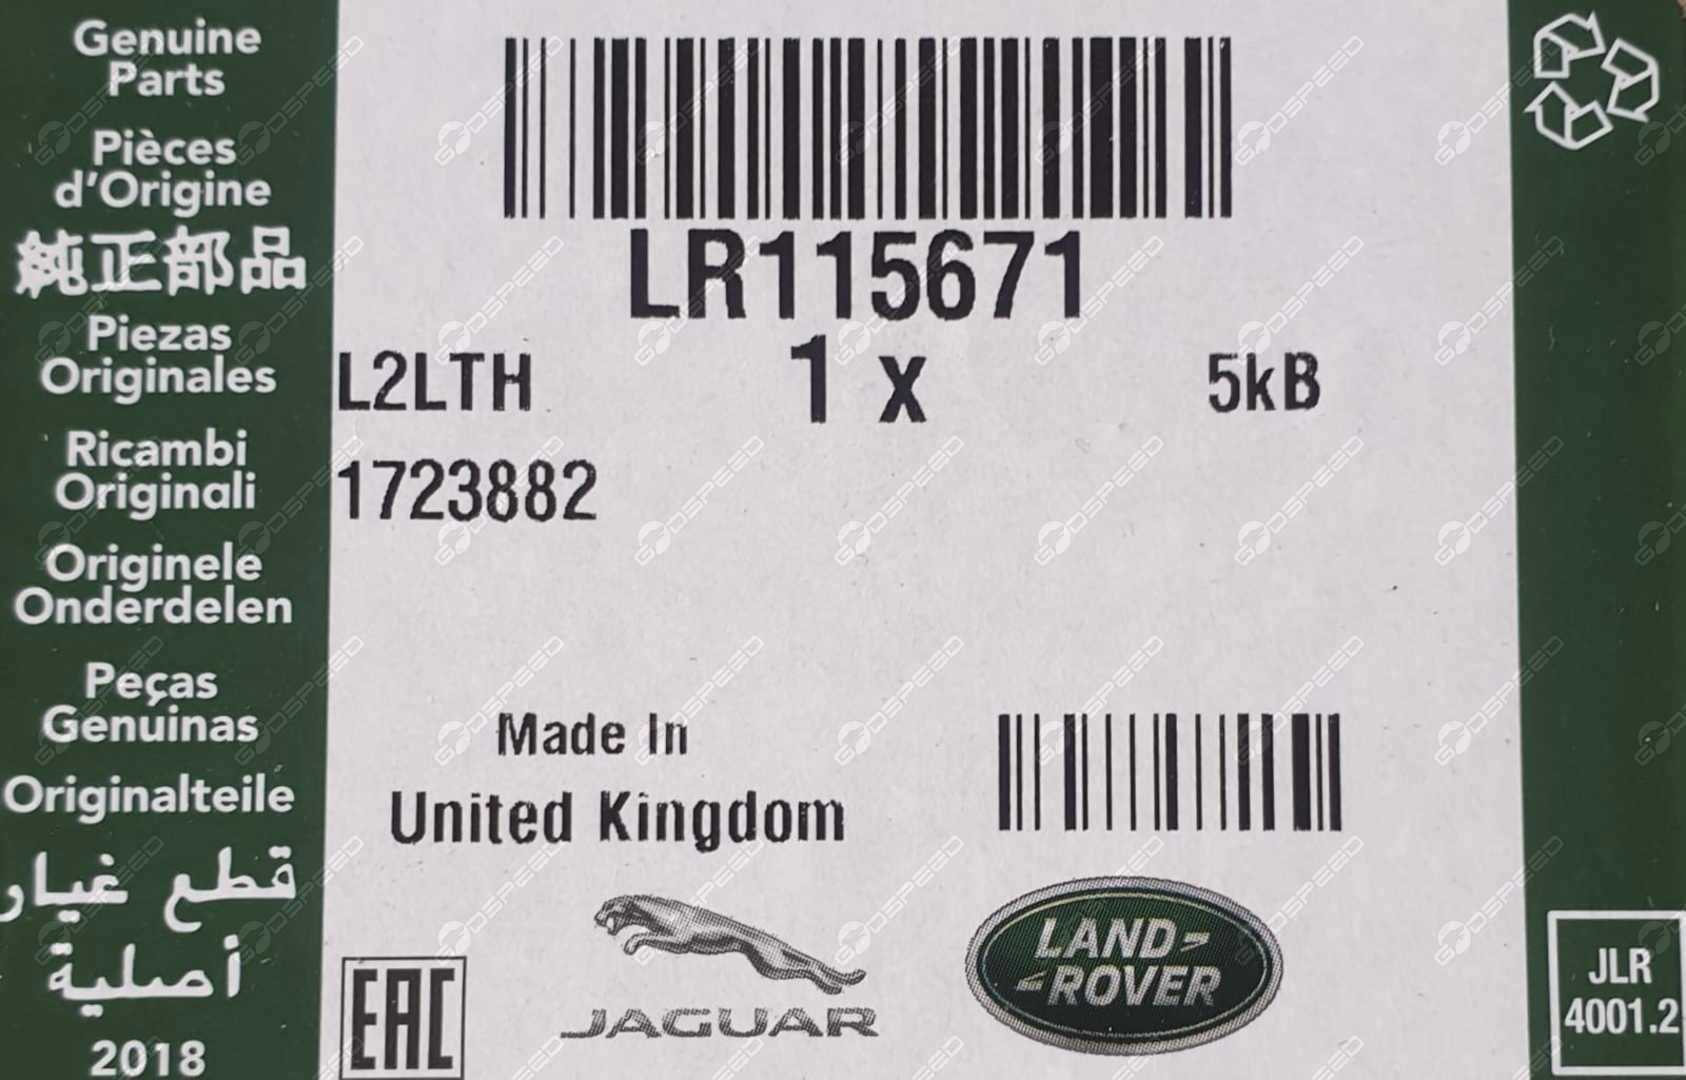 Genuine
Parts
Pièces
d'Origine
純正部品
Piezas
Originales
Ricambi
Originali
Originele
Onderdelen
Peças
Genuinas
Originalteile
قطع غيار
أصلية
2018
LR115671
L2LTH 1 x 5kB
1723882
Made In
United Kingdom
EAC
JAGUAR
LAND-
-ROVER
JLR
4001.2
GODSPEED